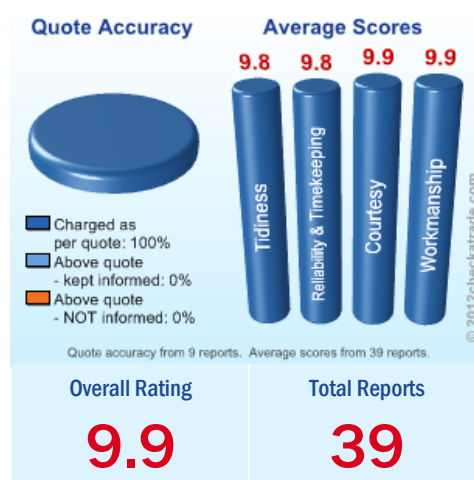 Quote Accuracy
Charged as
per quote: 100%
Above quote
- kept informed: 0%
Above quote
- NOT informed: 0%
Average Scores
9.8 9.8 9.9 9.9
Tidiness
Reliability & Timekeeping
Courtesy
Workmanship
© 2012checkatrade.com
Quote accuracy from 9 reports. Average scores from 39 reports.
Overall Rating
9.9
Total Reports
39